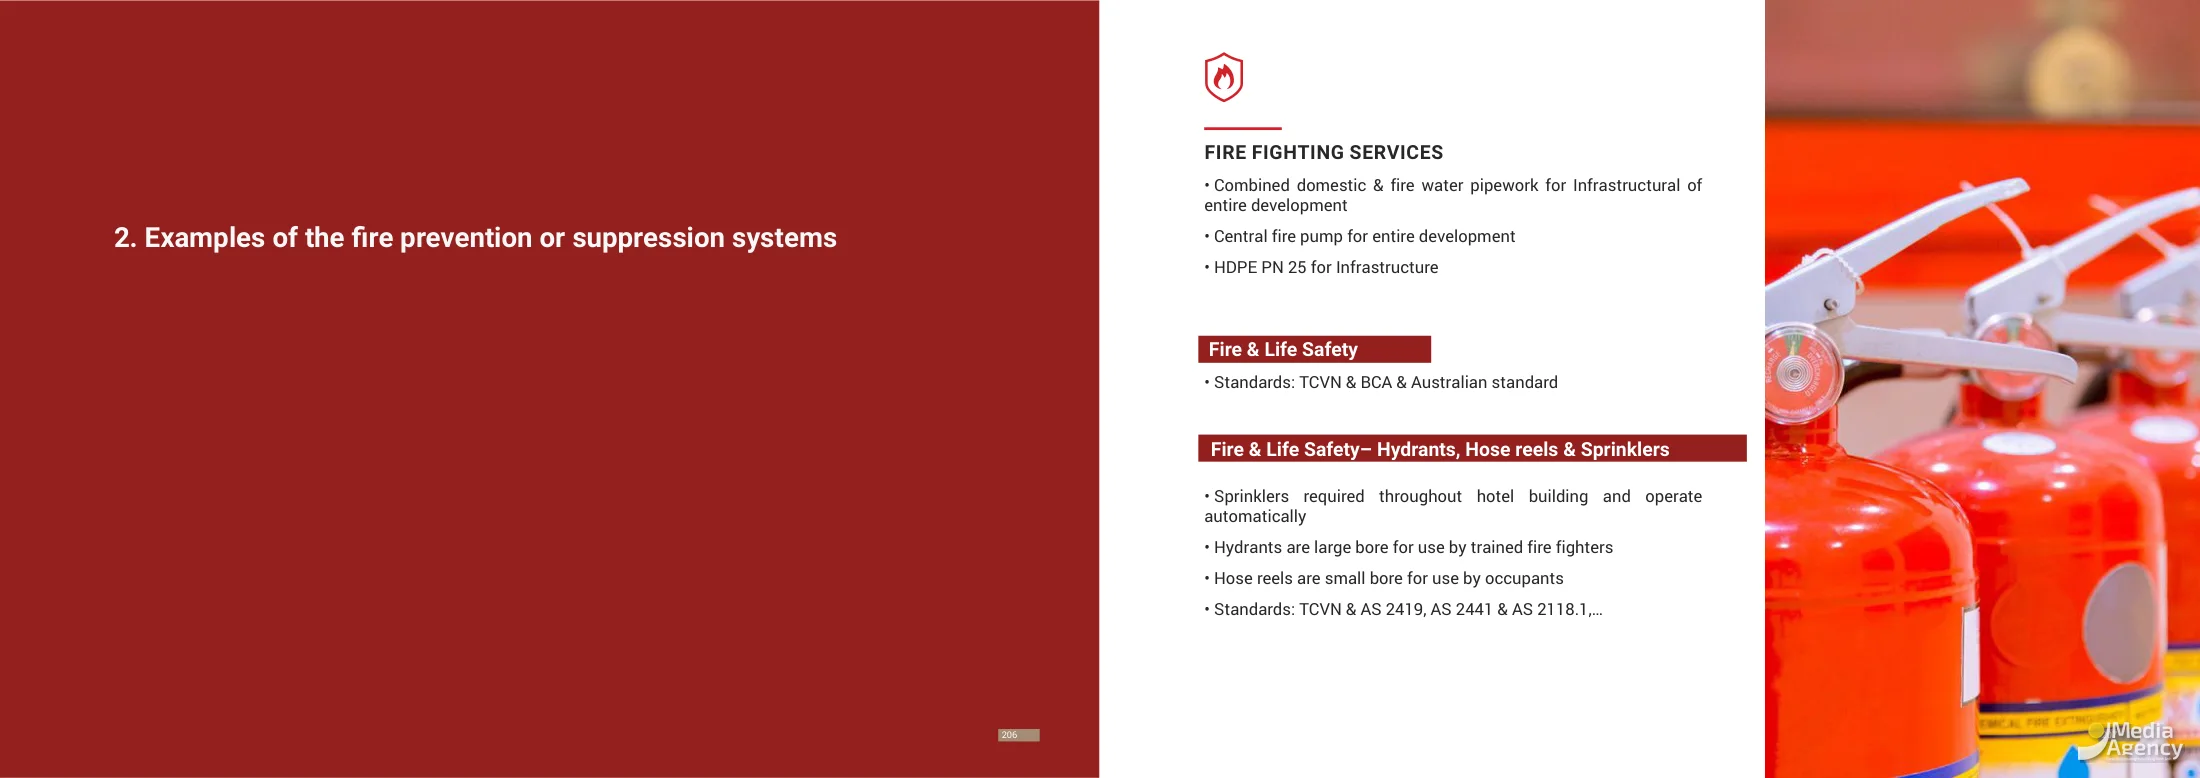 2. Examples of the fire prevention or suppression systems
206
FIRE FIGHTING SERVICES
• Combined domestic & fire water pipework for Infrastructural of
entire development
• Central fire pump for entire development
• HDPE PN 25 for Infrastructure
Fire & Life Safety
• Standards: TCVN & BCA & Australian standard
Fire & Life Safety– Hydrants, Hose reels & Sprinklers
• Sprinklers required throughout hotel building and operate
automatically
• Hydrants are large bore for use by trained fire fighters
• Hose reels are small bore for use by occupants
• Standards: TCVN & AS 2419, AS 2441 & AS 2118.1,...
Media
Agency